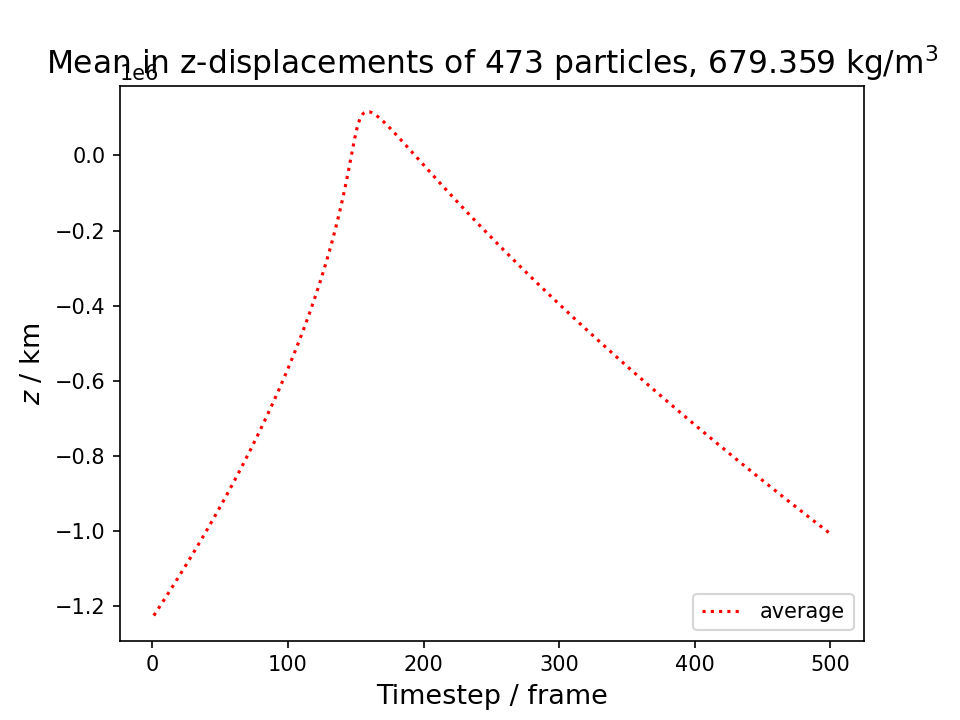 Mean in z-displacements of 473 particles, 679.359 kg/m³
1e6
0.0
−0.2
−0.4
−0.6
−0.8
−1.0
−1.2
z / km
0 100 200 300 400 500
Timestep / frame
average